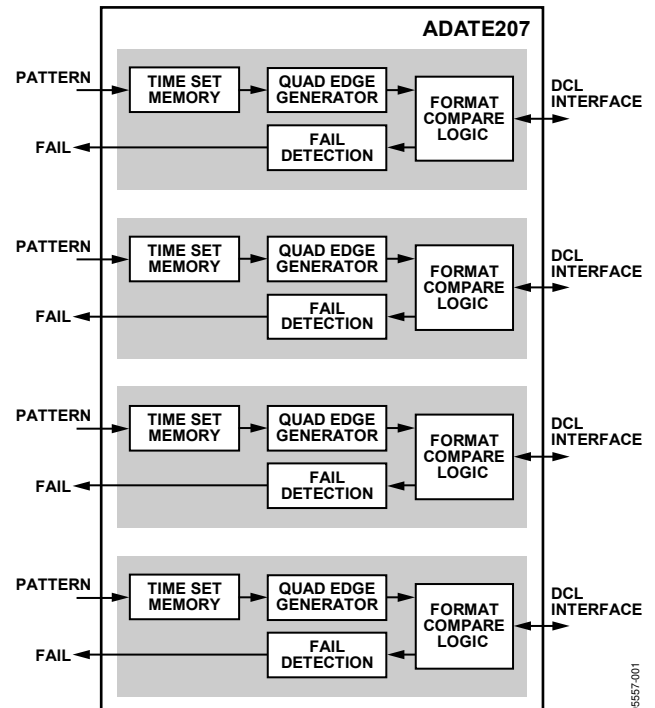 ADATE207
PATTERN
TIME SET
MEMORY
QUAD EDGE
GENERATOR
FORMAT
COMPARE
LOGIC
DCL
INTERFACE
FAIL
FAIL
DETECTION
PATTERN
TIME SET
MEMORY
QUAD EDGE
GENERATOR
FORMAT
COMPARE
LOGIC
DCL
INTERFACE
FAIL
FAIL
DETECTION
PATTERN
TIME SET
MEMORY
QUAD EDGE
GENERATOR
FORMAT
COMPARE
LOGIC
DCL
INTERFACE
FAIL
FAIL
DETECTION
PATTERN
TIME SET
MEMORY
QUAD EDGE
GENERATOR
FORMAT
COMPARE
LOGIC
DCL
INTERFACE
FAIL
FAIL
DETECTION